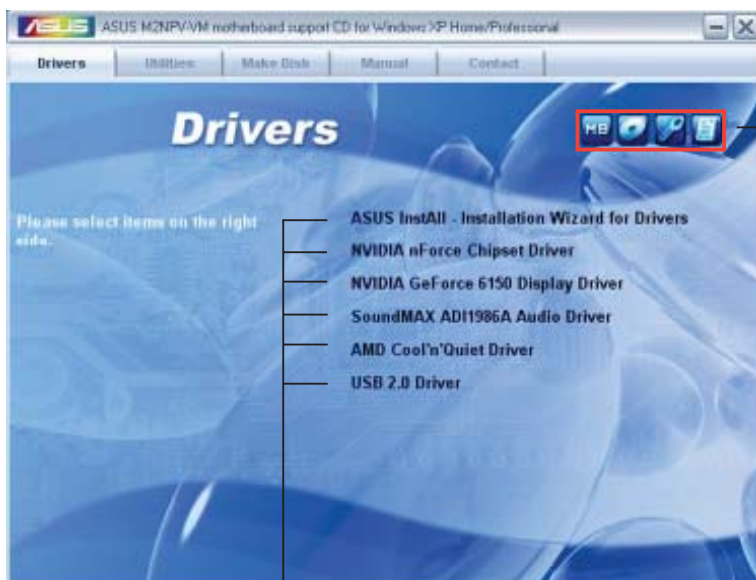 ASUS ASUS M2NPV-VM motherboard support CD for Windows XP Home/Professional
Drivers Utilities Make Disk Manual Contact
Drivers
MB
Please select items on the right
side.
ASUS InstAll - Installation Wizard for Drivers
NVIDIA nForce Chipset Driver
NVIDIA GeForce 6150 Display Driver
SoundMAX ADI1986A Audio Driver
AMD Cool'n'Quiet Driver
USB 2.0 Driver